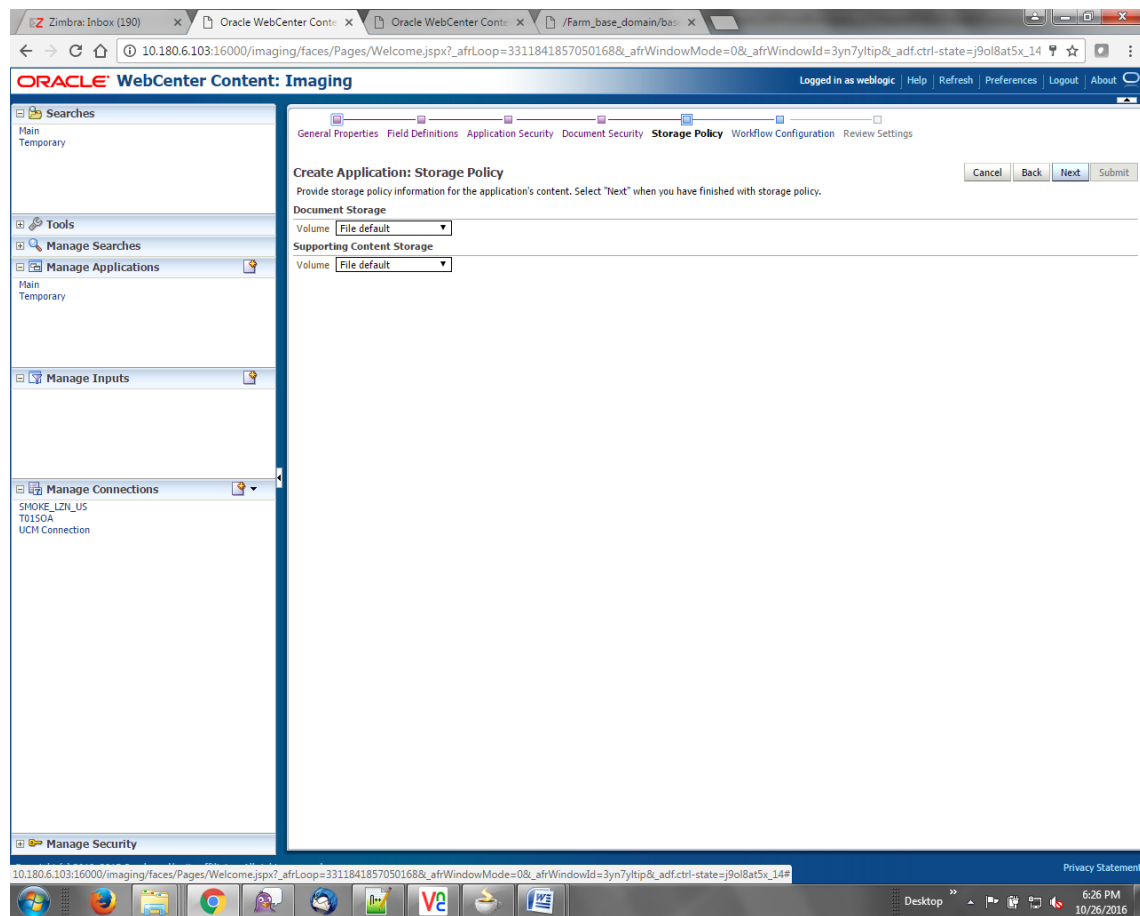 Zimbra: Inbox (190)
Oracle WebCenter Conte
Oracle WebCenter Conte
/Farm_base_domain/bas
10.180.6.103:16000/imaging/faces/Pages/Welcome.jspx?_afrLoop=3311841857050168&_afrWindowMode=0&_afrWindowId=3yn7yltip&_adf.ctrl-state=j9ol8at5x_14
ORACLE WebCenter Content: Imaging
Logged in as weblogic | Help | Refresh | Preferences | Logout | About
Searches
Main
Temporary
Tools
Manage Searches
Manage Applications
Main
Temporary
Manage Inputs
Manage Connections
SMOKE_LZN_US
T01SOA
UCM Connection
Manage Security
General Properties Field Definitions Application Security Document Security Storage Policy Workflow Configuration Review Settings
Create Application: Storage Policy
Cancel Back Next Submit
Provide storage policy information for the application's content. Select "Next" when you have finished with storage policy.
Document Storage
Volume File default
Supporting Content Storage
Volume File default
10.180.6.103:16000/imaging/faces/Pages/Welcome.jspx?_afrLoop=3311841857050168&_afrWindowMode=0&_afrWindowId=3yn7yltip&_adf.ctrl-state=j9ol8at5x_14#
Privacy Statement
Desktop
6:26 PM
10/26/2016